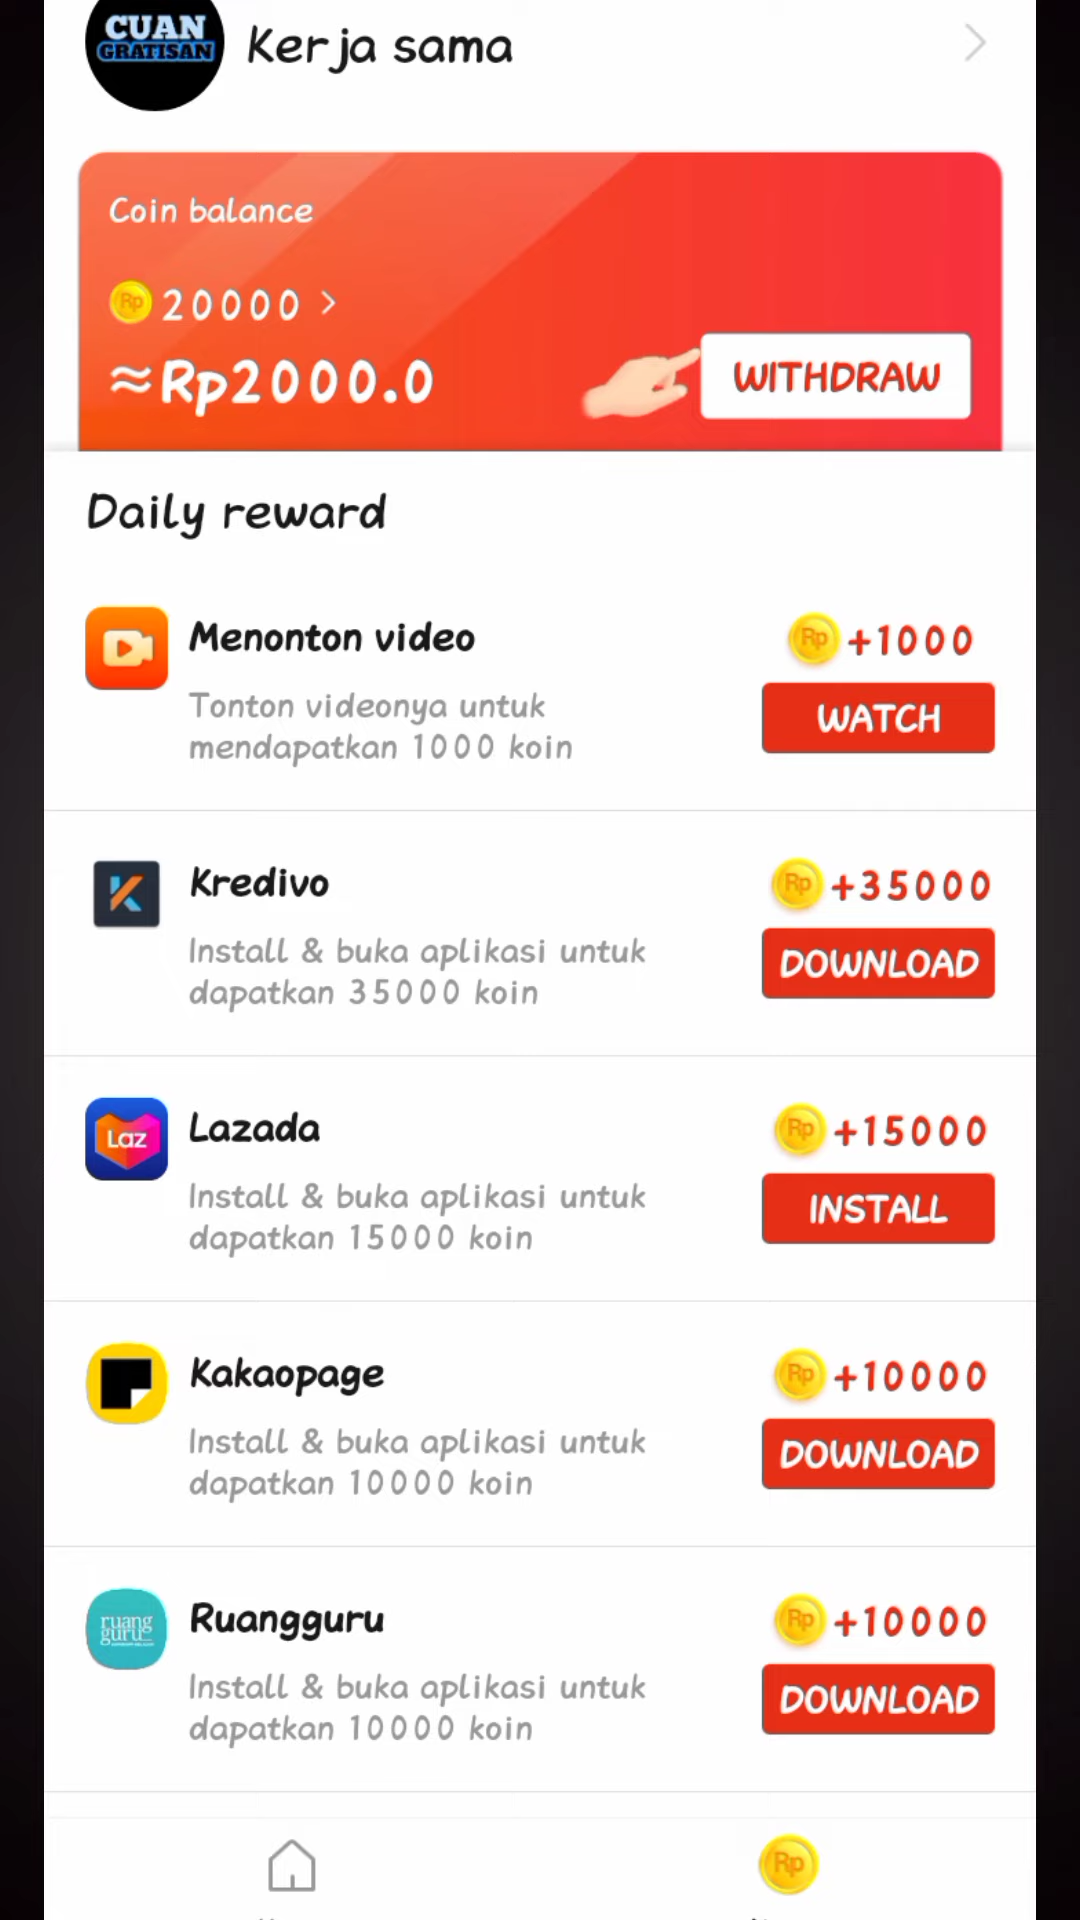 CUAN
GRATISAN
Kerja sama
Coin balance
Rp 20000
≈Rp2000.0
WITHDRAW
Daily reward
Menonton video
Rp +1000
Tonton videonya untuk
mendapatkan 1000 koin
WATCH
Kredivo
Rp +35000
Install & buka aplikasi untuk
dapatkan 35000 koin
DOWNLOAD
Laz
Lazada
Rp +15000
Install & buka aplikasi untuk
dapatkan 15000 koin
INSTALL
Kakaopage
Rp +10000
Install & buka aplikasi untuk
dapatkan 10000 koin
DOWNLOAD
ruang
guru
Ruangguru
Rp +10000
Install & buka aplikasi untuk
dapatkan 10000 koin
DOWNLOAD
Rp